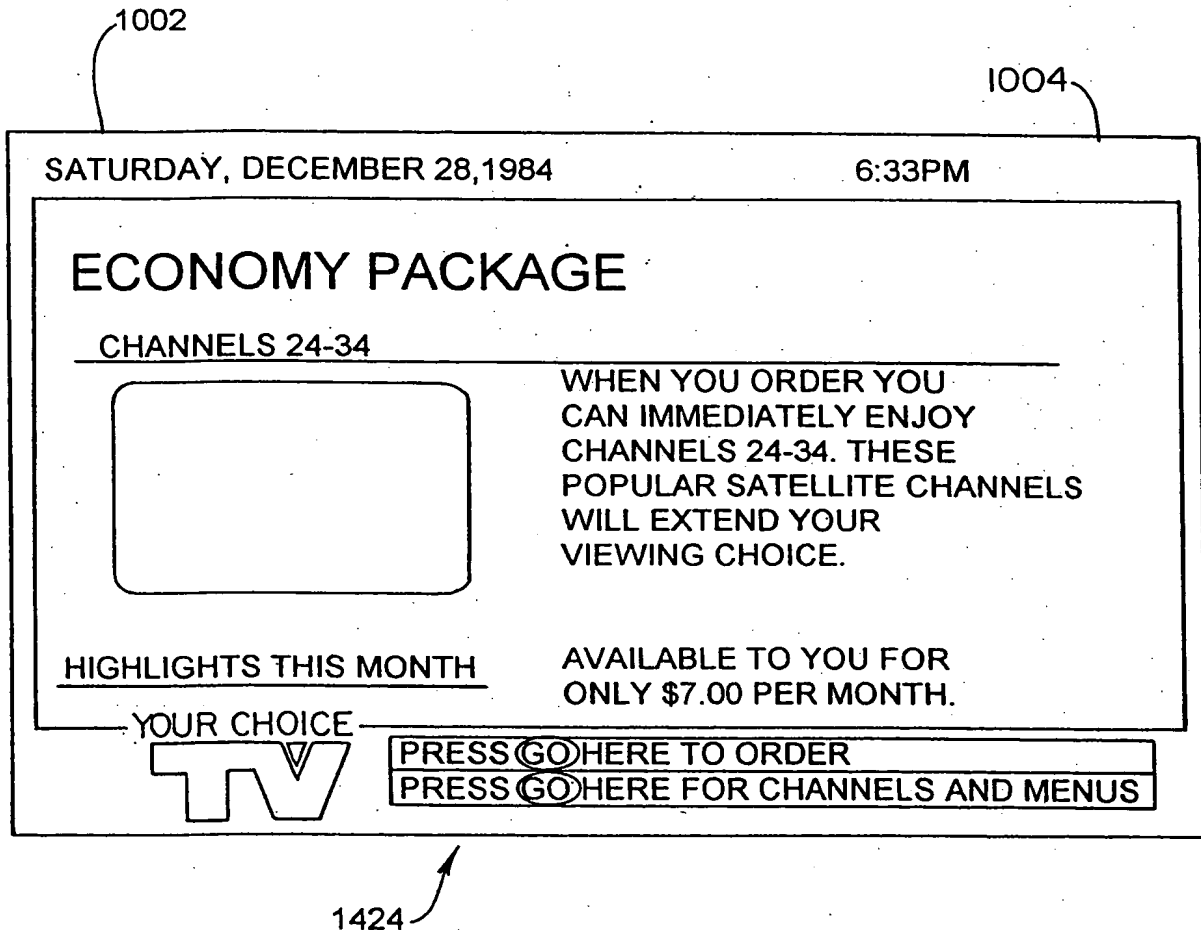 1002
1004
SATURDAY, DECEMBER 28,1984 6:33PM
ECONOMY PACKAGE
CHANNELS 24-34
WHEN YOU ORDER YOU
CAN IMMEDIATELY ENJOY
CHANNELS 24-34. THESE
POPULAR SATELLITE CHANNELS
WILL EXTEND YOUR
VIEWING CHOICE.
HIGHLIGHTS THIS MONTH
AVAILABLE TO YOU FOR
ONLY $7.00 PER MONTH.
YOUR CHOICE
TV
PRESS GO HERE TO ORDER
PRESS GO HERE FOR CHANNELS AND MENUS
1424